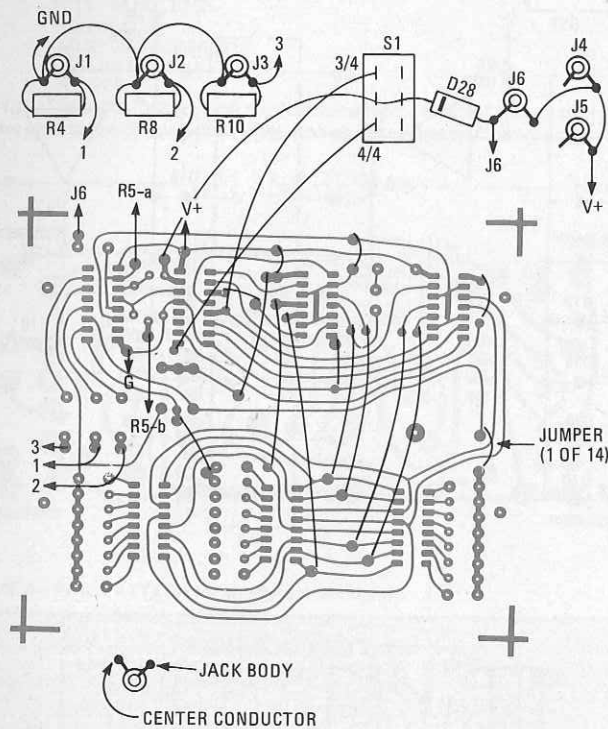 GND
J1
J2
J3
3
R4
R8
R10
1
2
S1
3/4
4/4
D28
J6
J4
J5
J6
V+
J6
R5-a
V+
G
R5-b
3
1
2
JUMPER
(1 OF 14)
JACK BODY
CENTER CONDUCTOR